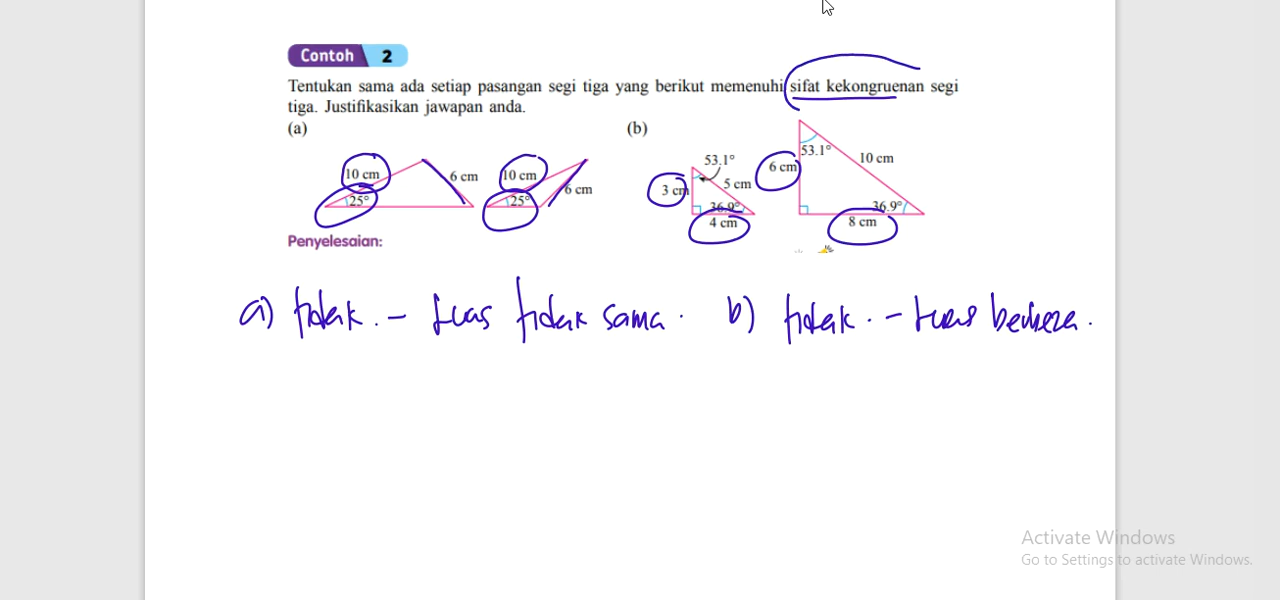 Contoh 2
Tentukan sama ada setiap pasangan segi tiga yang berikut memenuhi sifat kekongruenan segi
tiga. Justifikasikan jawapan anda.
(a) (b)
10 cm 6 cm 25°
10 cm 6 cm 25°
53.1° 3 cm 5 cm 36.9° 4 cm
53.1° 6 cm 10 cm 36.9° 8 cm
Penyelesaian:
a) tidak. - luas tidak sama. b) tidak. - luas berbeza.
Activate Windows
Go to Settings to activate Windows.